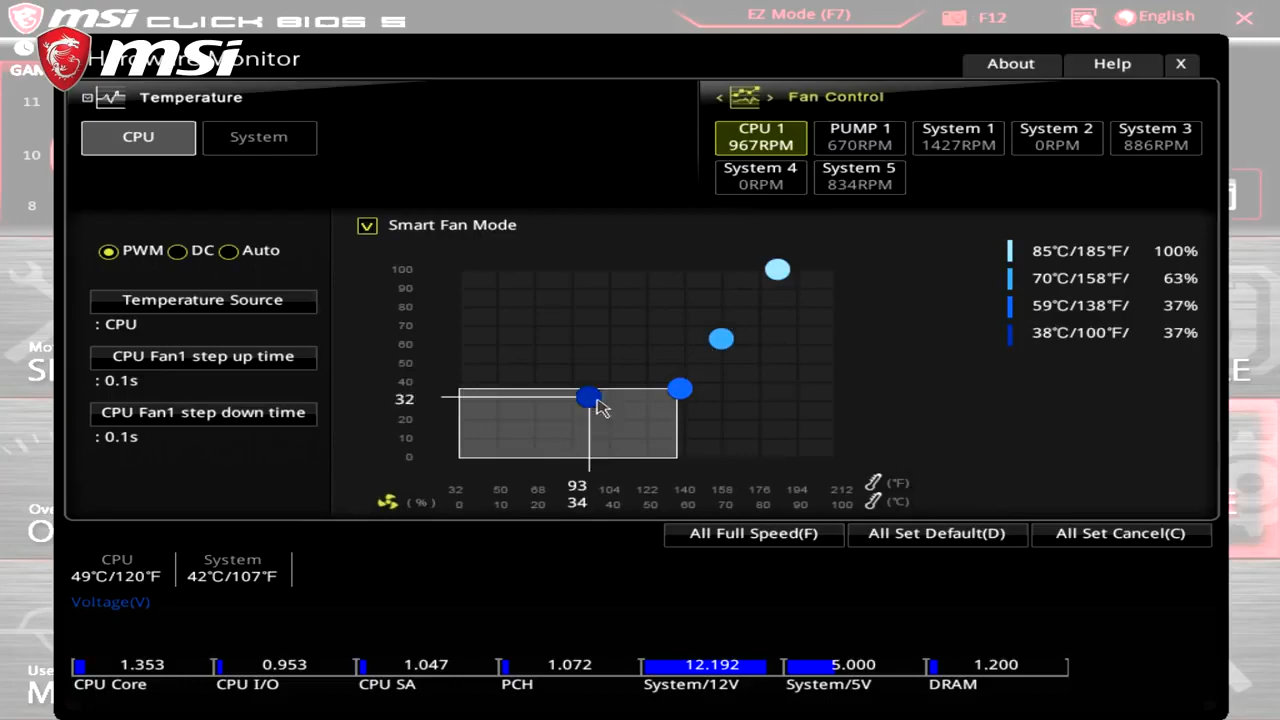 msi CLICK BIOS 5
EZ Mode (F7)
F12
English
msi
Monitor
About
Help
X
GAM
11
10
8
Temperature
CPU
System
Fan Control
CPU 1
967RPM
PUMP 1
670RPM
System 1
1427RPM
System 2
0RPM
System 3
886RPM
System 4
0RPM
System 5
834RPM
PWM
DC
Auto
Temperature Source
: CPU
CPU Fan1 step up time
: 0.1s
CPU Fan1 step down time
: 0.1s
Smart Fan Mode
100
90
80
70
60
50
40
32
20
10
0
( % )
32 50 68 93 104 122 140 158 176 194 212 (°F)
0 10 20 34 40 50 60 70 80 90 100 (°C)
85℃/185℉/ 100%
70℃/158℉/ 63%
59℃/138℉/ 37%
38℃/100℉/ 37%
All Full Speed(F)
All Set Default(D)
All Set Cancel(C)
CPU
49℃/120℉
System
42℃/107℉
Voltage(V)
1.353
CPU Core
0.953
CPU I/O
1.047
CPU SA
1.072
PCH
12.192
System/12V
5.000
System/5V
1.200
DRAM